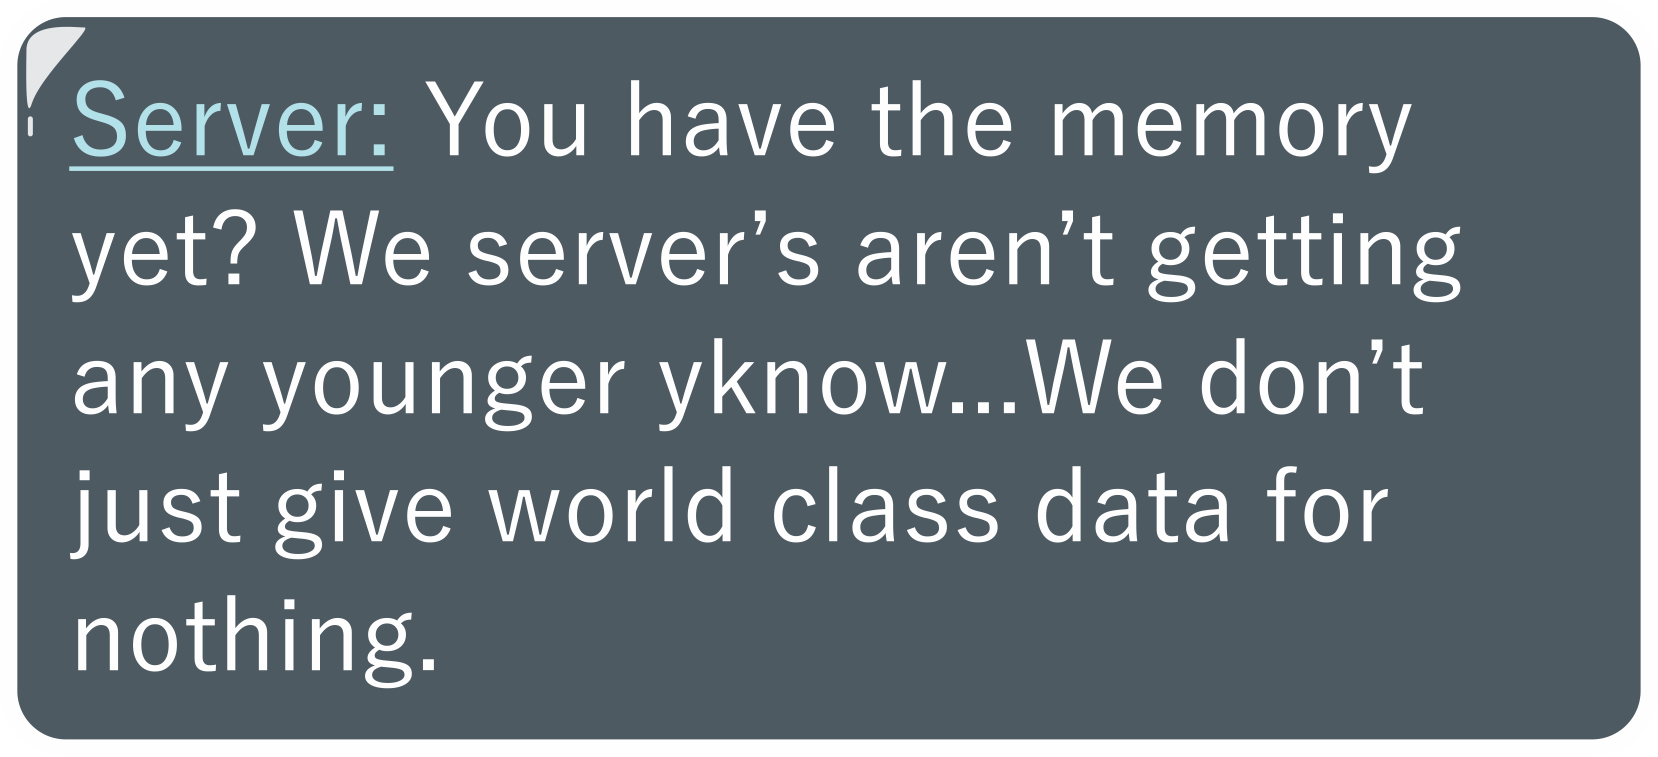 Server: You have the memory
yet? We server’s aren’t getting
any younger yknow...We don’t
just give world class data for
nothing.